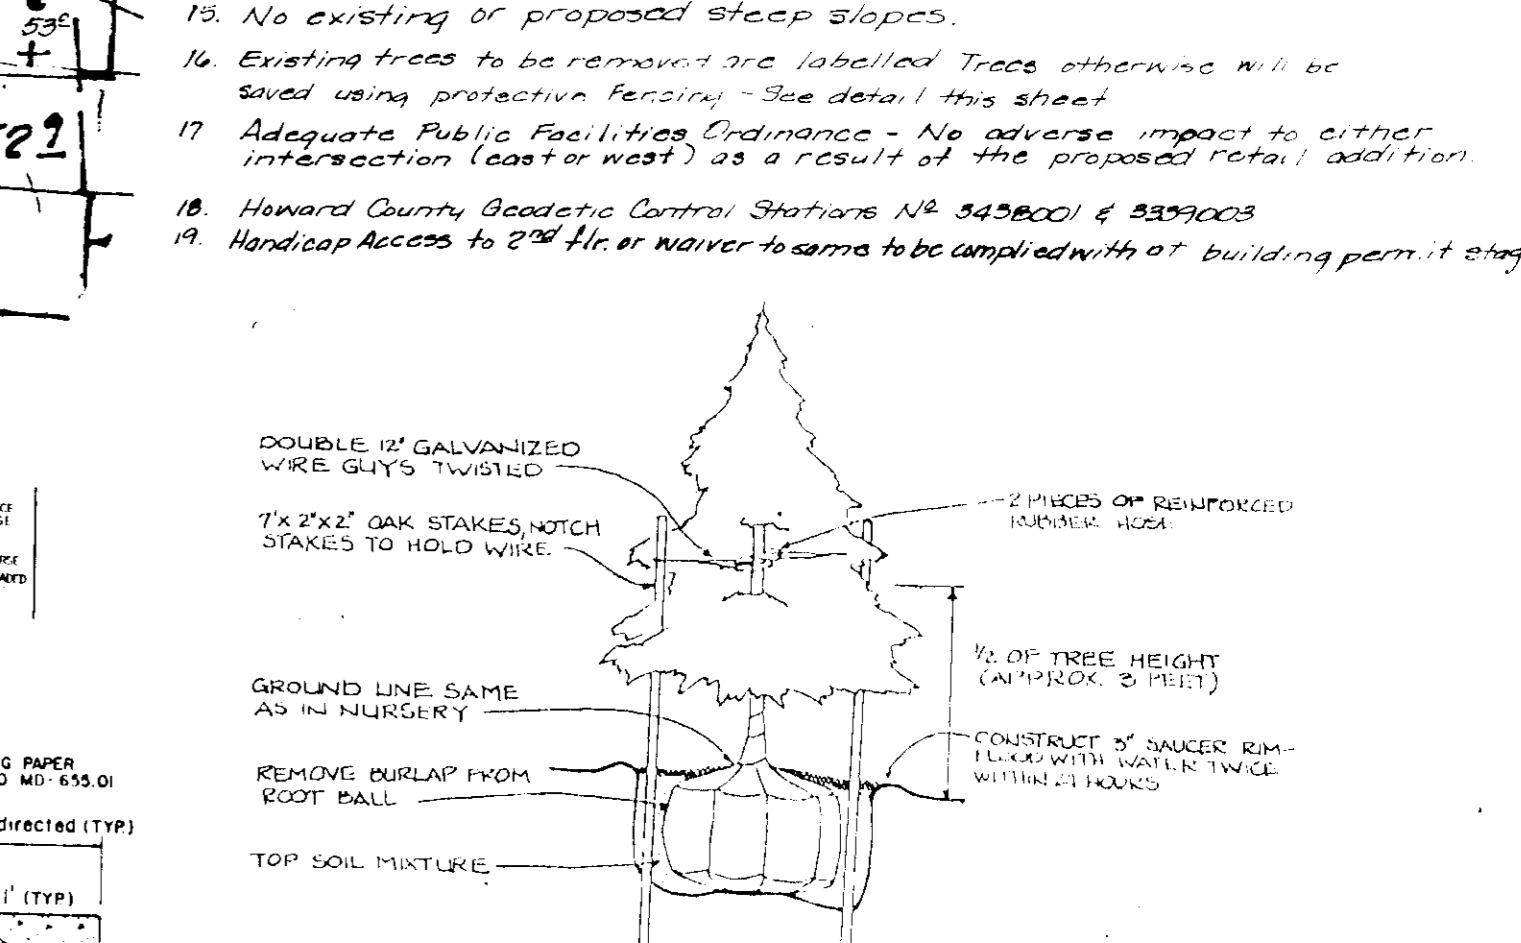 53⁰
+
29
15. No existing or proposed steep slopes.
16. Existing trees to be removed are labelled Trees otherwise will be
saved using protective Fencing - See detail this sheet
17 Adequate Public Facilities Ordinance - No adverse impact to either
intersection (east or west) as a result of the proposed retail addition.
18. Howard County Geodetic Control Stations Nº 3438001 & 3339003
19. Handicap Access to 2nd flr. or waiver to same to be complied with at building permit stag
DOUBLE 12' GALVANIZED
WIRE GUYS TWISTED
7'x 2"x2" OAK STAKES, NOTCH
STAKES TO HOLD WIRE
2 PIECES OF REINFORCED
RUBBER HOSE
1/2 OF TREE HEIGHT
(APPROX. 3 FEET)
GROUND LINE SAME
AS IN NURSERY
CONSTRUCT 3" SAUCER RIM-
FLOOD WITH WATER TWICE
WITHIN 24 HOURS
REMOVE BURLAP FROM
ROOT BALL
TOP SOIL MIXTURE
G PAPER
MD-655.01
directed (TYP.)
1' (TYP.)